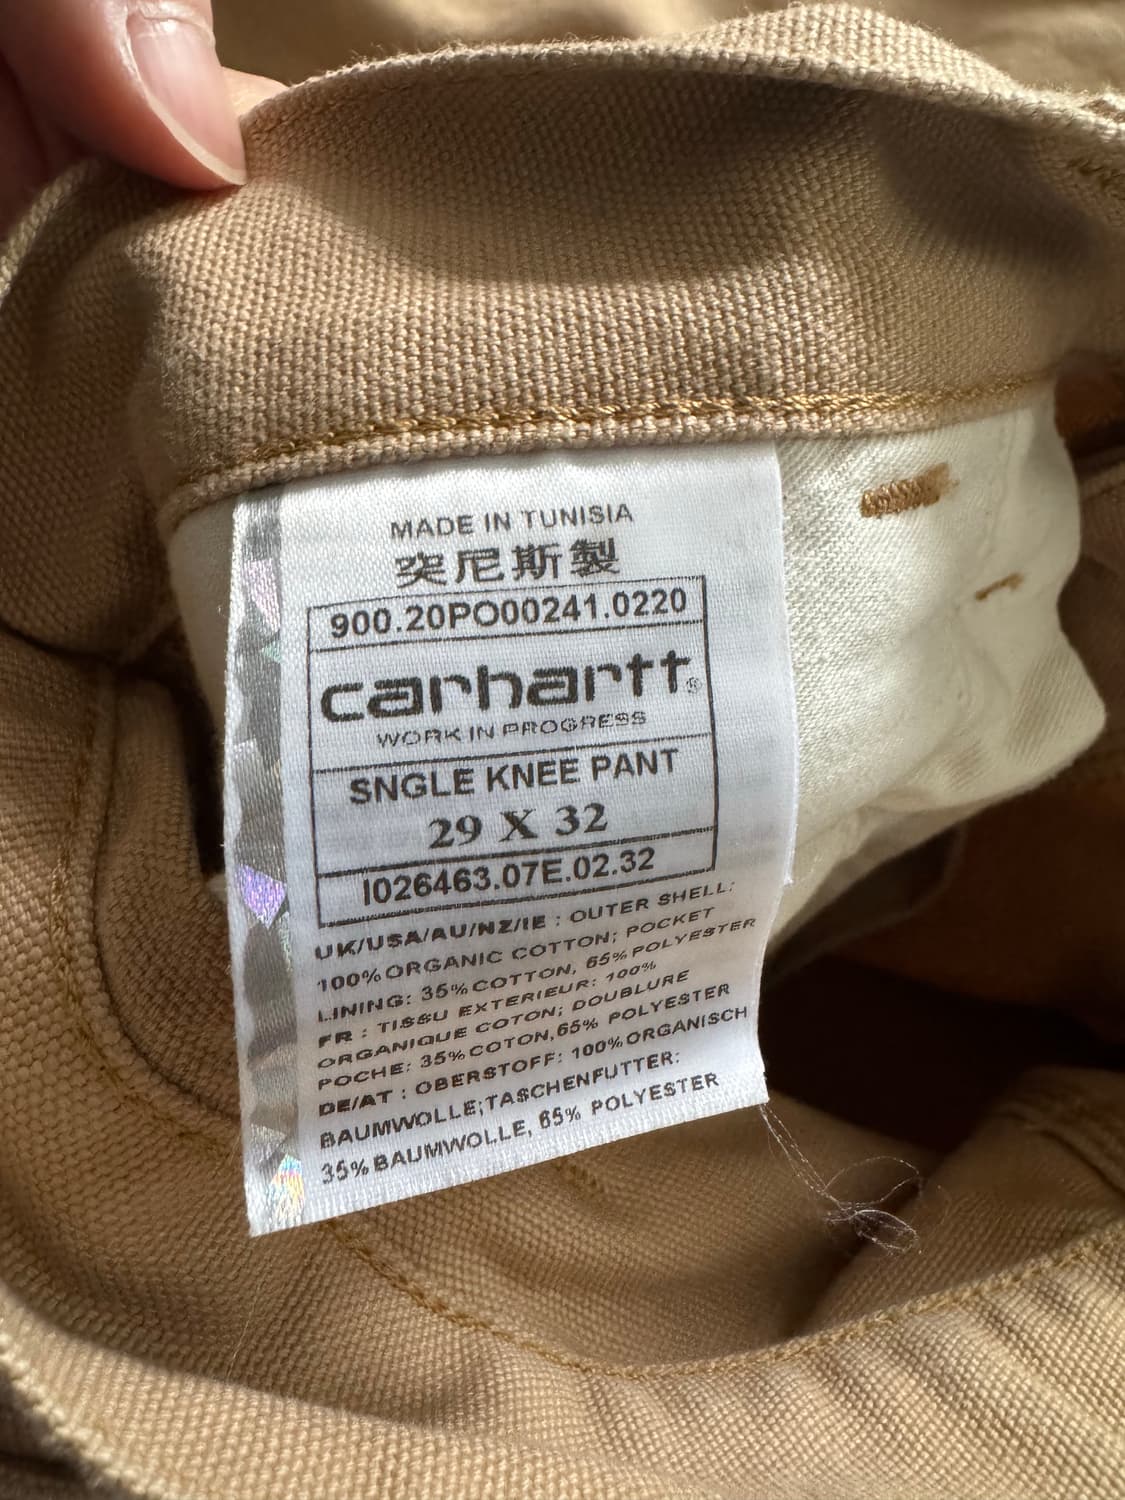 MADE IN TUNISIA
突尼斯製
900.20PO00241.0220
carhartt®
WORK IN PROGRESS
SNGLE KNEE PANT
29 X 32
I026463.07E.02.32
UK/USA/AU/NZ/IE : OUTER SHELL:
100% ORGANIC COTTON; POCKET
LINING: 35% COTTON, 65% POLYESTER
FR : TISSU EXTERIEUR: 100%
ORGANIQUE COTON; DOUBLURE
POCHE: 35% COTON,65% POLYESTER
DE/AT : OBERSTOFF: 100% ORGANISCH
BAUMWOLLE;TASCHENFUTTER:
35% BAUMWOLLE, 65% POLYESTER